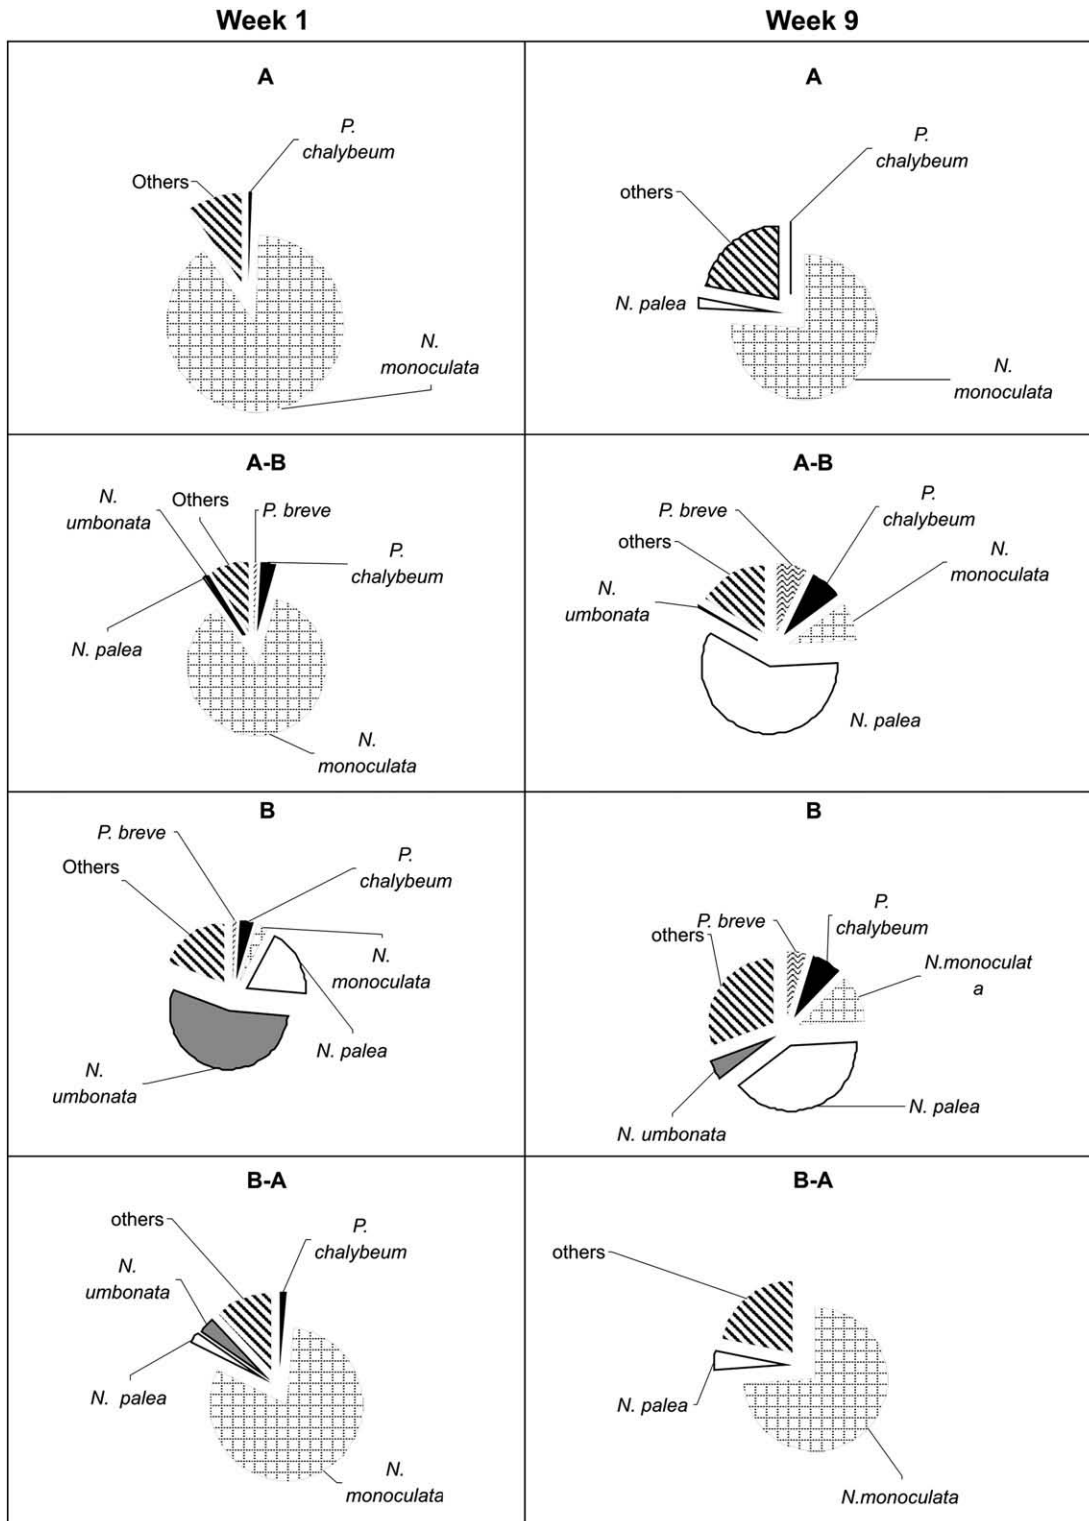 Week 1
Week 9
A
P.
chalybeum
Others
N.
monoculata
A
P.
chalybeum
others
N. palea
N.
monoculata
A-B
N.
umbonata
Others
P. breve
P.
chalybeum
N. palea
N.
monoculata
A-B
P. breve
P.
chalybeum
others
N.
monoculata
N.
umbonata
N. palea
B
P. breve
P.
chalybeum
Others
N.
monoculata
N. palea
N.
umbonata
B
P. breve
P.
chalybeum
others
N.monoculat
a
N. palea
N. umbonata
B-A
others
P.
chalybeum
N.
umbonata
N. palea
N.
monoculata
B-A
others
N. palea
N.monoculata